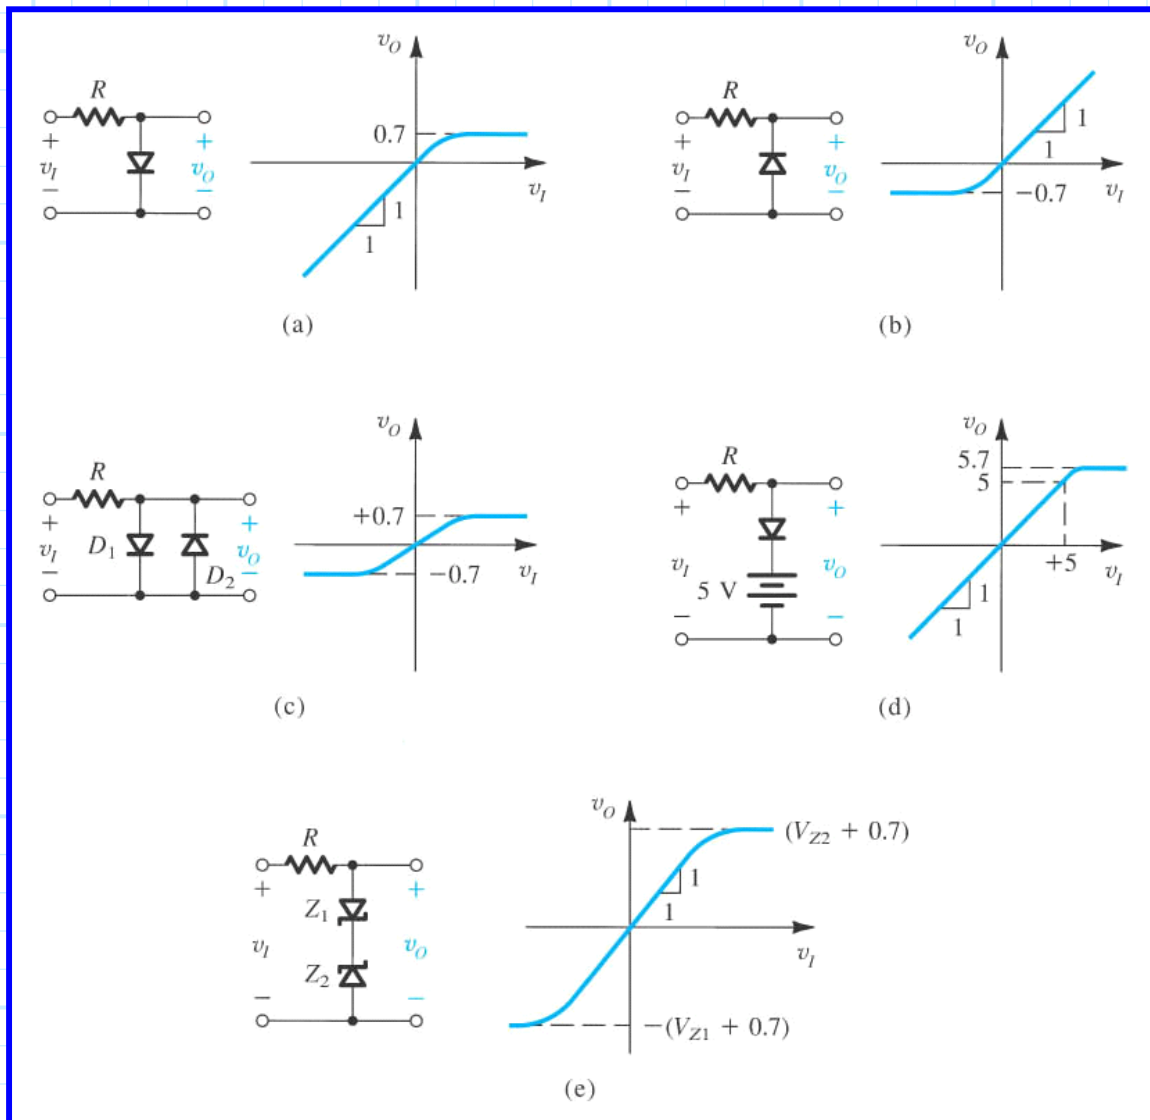 v_O
R
+
v_I
−
+
v_O
−
0.7
v_I
1
1
(a)
v_O
R
+
v_I
−
+
v_O
−
1
1
−0.7
v_I
(b)
v_O
R
+
v_I
−
D_1
D_2
+
v_O
−
+0.7
−0.7
v_I
(c)
v_O
R
+
v_I
−
5 V
+
v_O
−
5.7
5
+5
v_I
1
1
(d)
v_O
R
+
v_I
−
Z_1
Z_2
+
v_O
−
(V_Z2 + 0.7)
1
1
v_I
−(V_Z1 + 0.7)
(e)